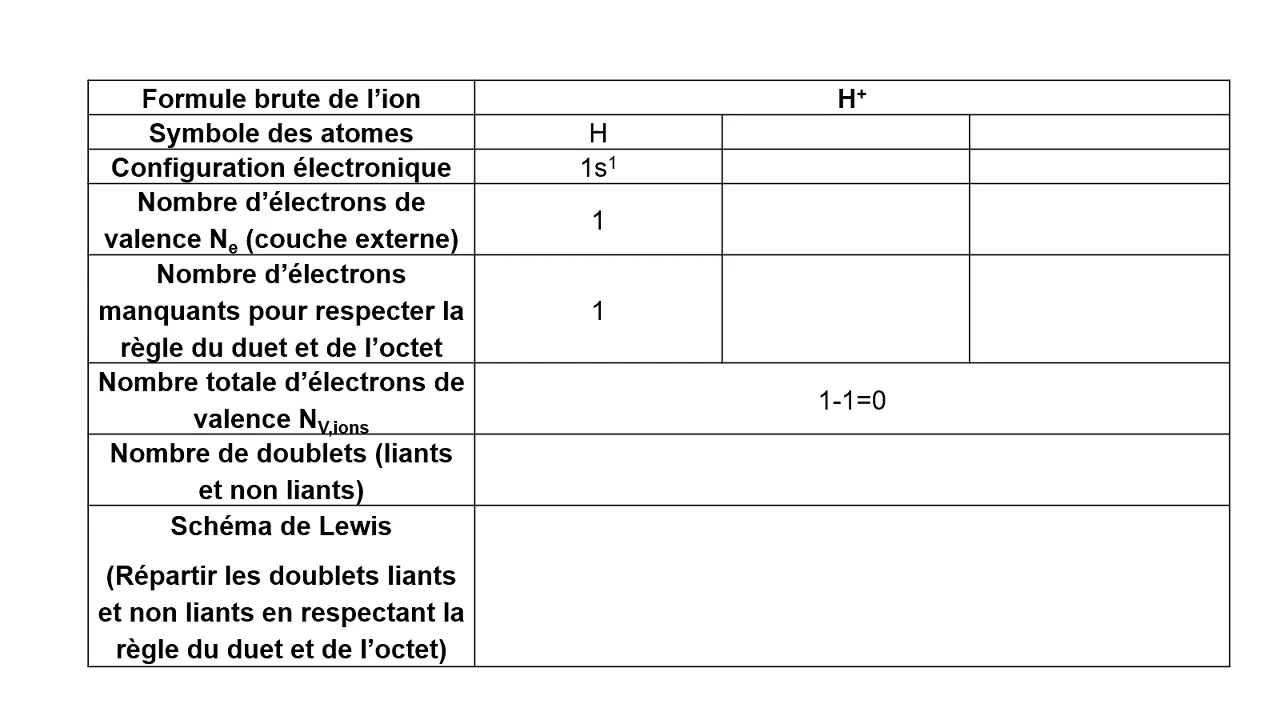 Formule brute de l’ion
H⁺
Symbole des atomes
H
Configuration électronique
1s¹
Nombre d’électrons de
valence Nₑ (couche externe)
1
Nombre d’électrons
manquants pour respecter la
règle du duet et de l’octet
1
Nombre totale d’électrons de
valence N_V,ions
1-1=0
Nombre de doublets (liants
et non liants)
Schéma de Lewis
(Répartir les doublets liants
et non liants en respectant la
règle du duet et de l’octet)